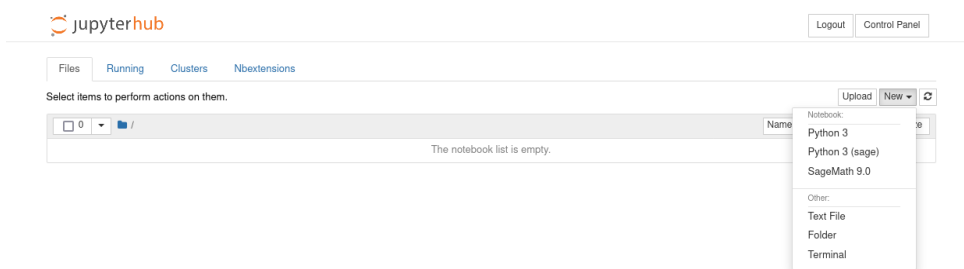 jupyterhub
Logout Control Panel
Files Running Clusters Nbextensions
Select items to perform actions on them.
Upload New
0 / Name
The notebook list is empty.
Notebook:
Python 3
Python 3 (sage)
SageMath 9.0
Other:
Text File
Folder
Terminal